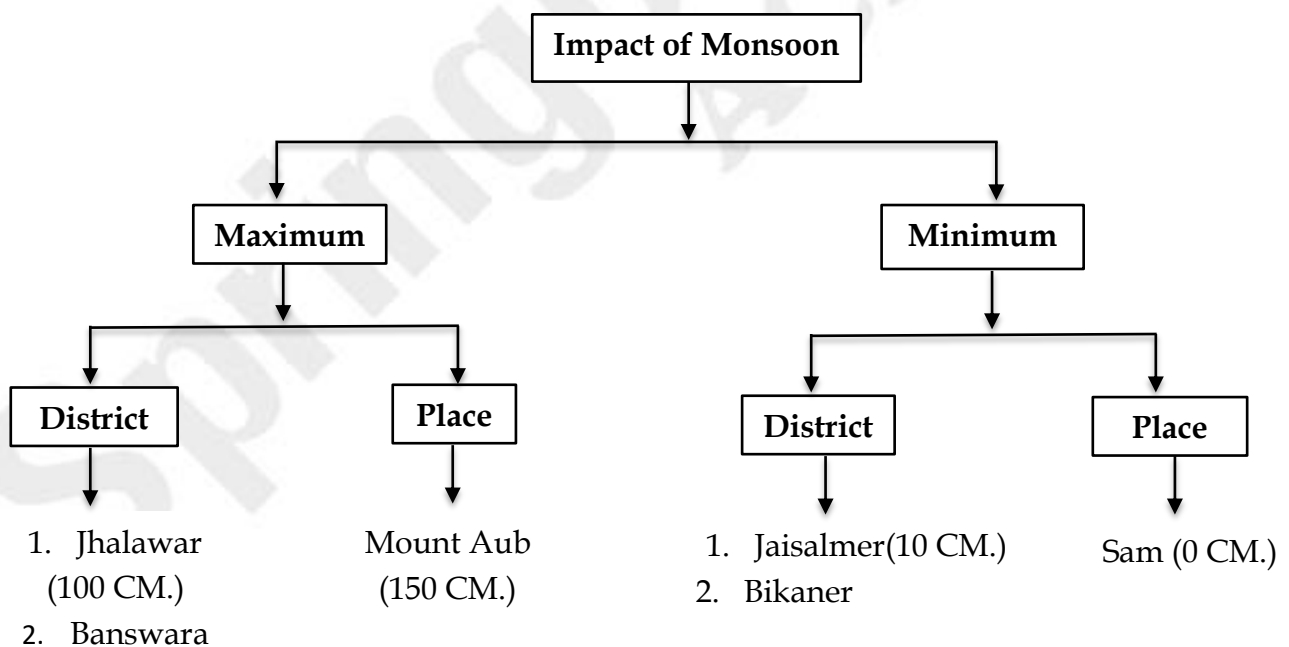 Impact of Monsoon
Maximum
Minimum
District
Place
District
Place
1. Jhalawar
(100 CM.)
2. Banswara
Mount Aub
(150 CM.)
1. Jaisalmer(10 CM.)
2. Bikaner
Sam (0 CM.)
Spring